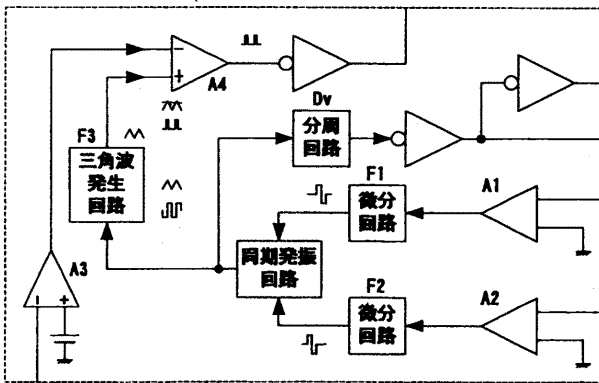 −
+
A4
Dv
分周
回路
F3
三角波
発生
回路
F1
微分
回路
A1
同期発振
回路
A3
−
+
F2
微分
回路
A2